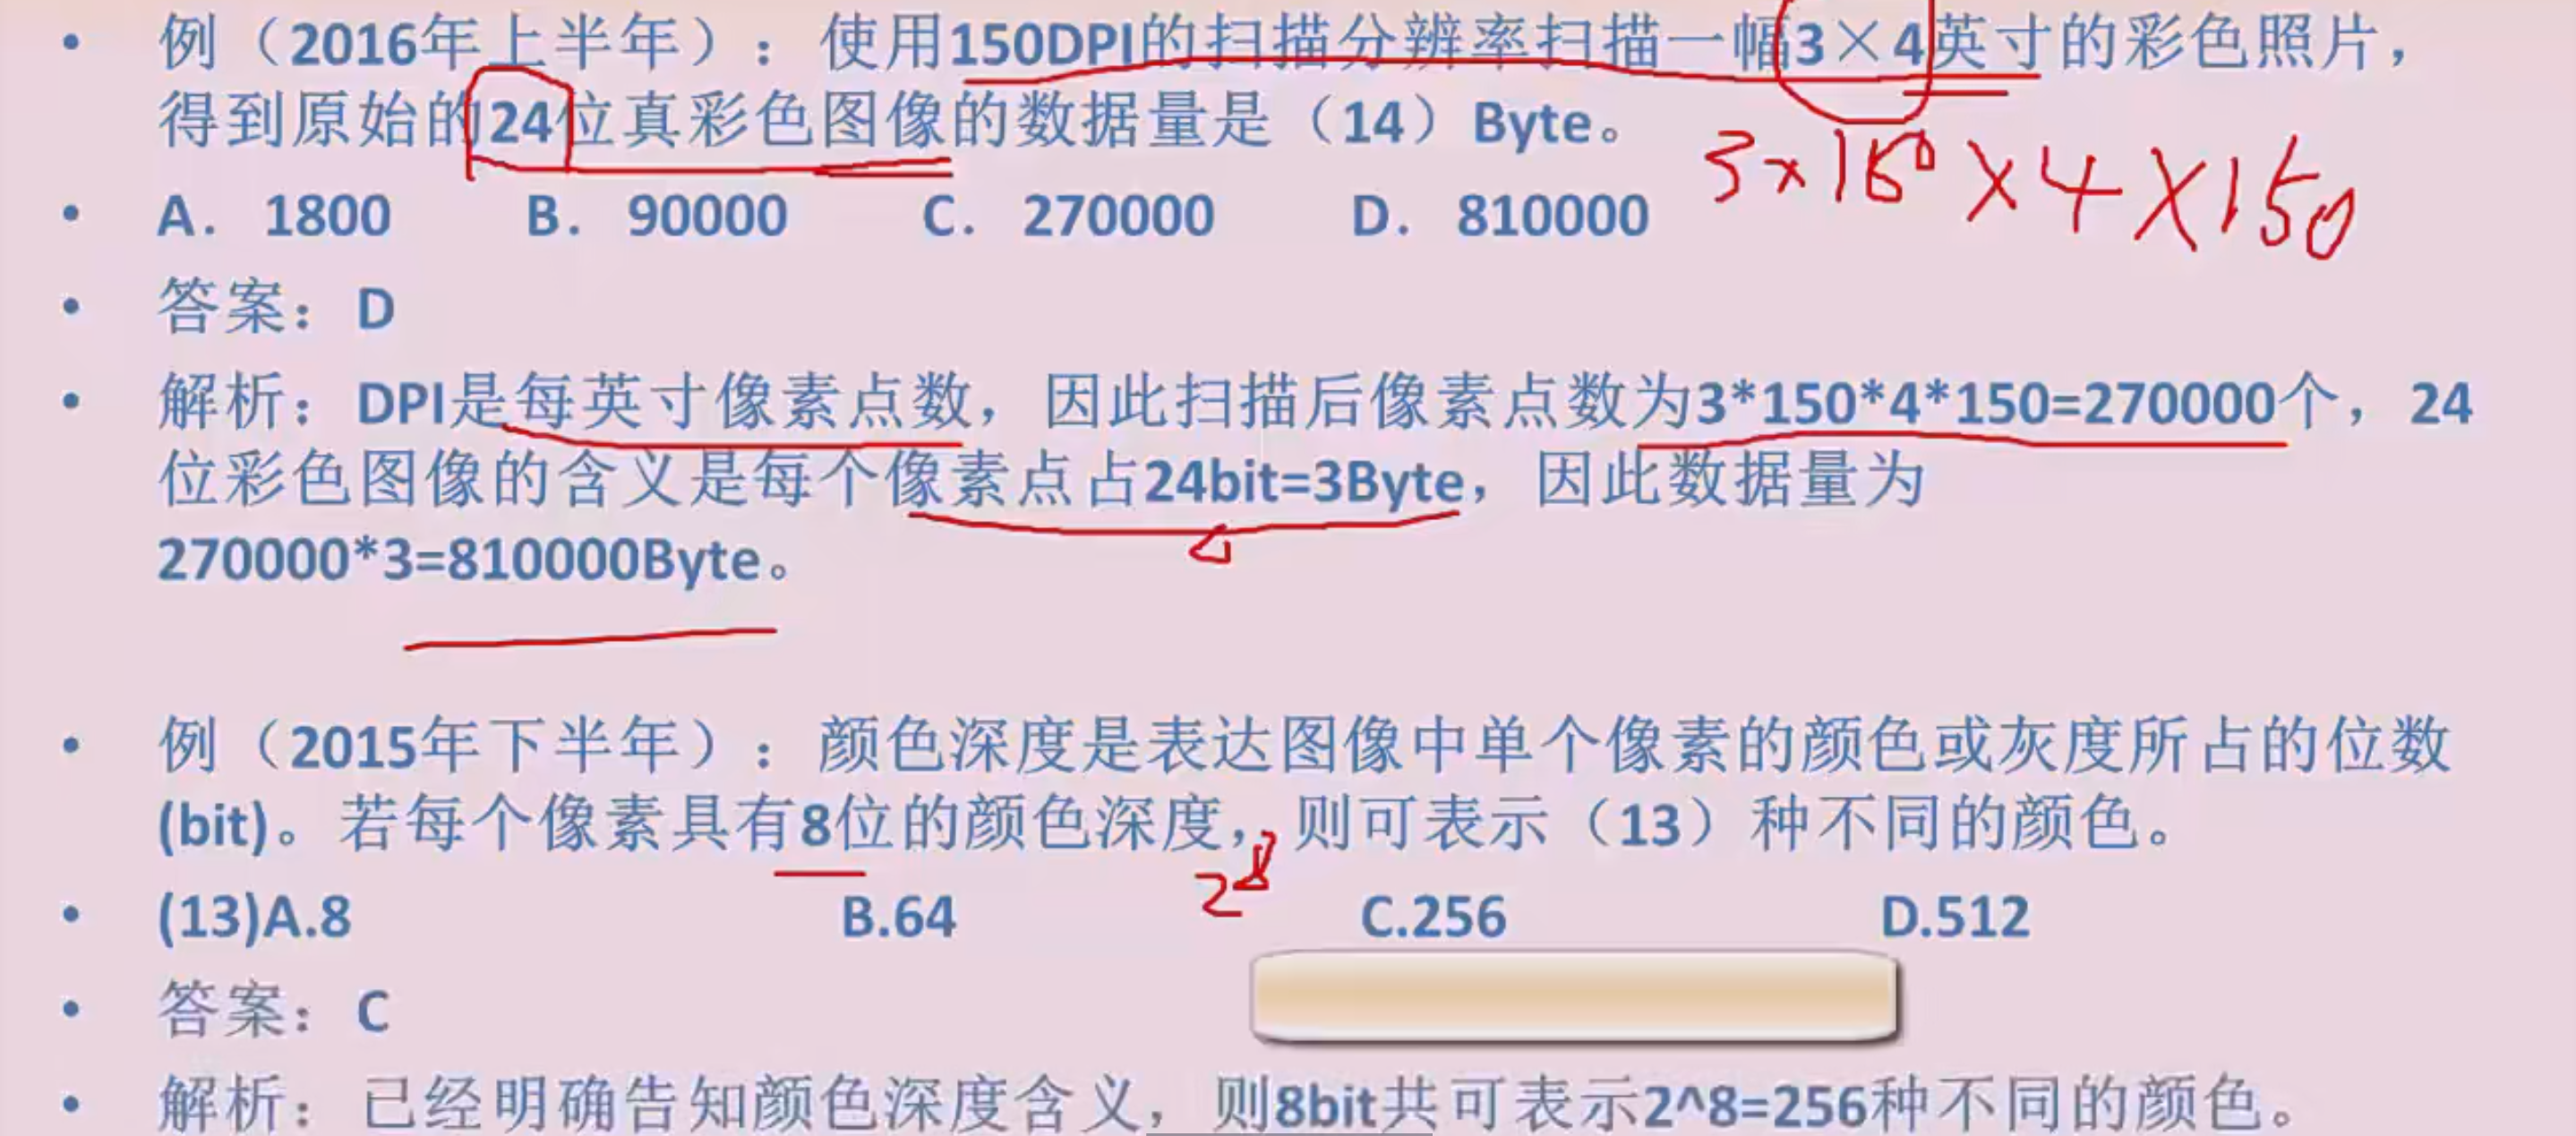 • 例（2016年上半年）：使用150DPI的扫描分辨率扫描一幅3×4英寸的彩色照片，
得到原始的24位真彩色图像的数据量是（14）Byte。
3×150×4×150
• A. 1800 B. 90000 C. 270000 D. 810000
• 答案：D
• 解析：DPI是每英寸像素点数，因此扫描后像素点数为3*150*4*150=270000个，24
位彩色图像的含义是每个像素点占24bit=3Byte，因此数据量为
270000*3=810000Byte。
• 例（2015年下半年）：颜色深度是表达图像中单个像素的颜色或灰度所占的位数
(bit)。若每个像素具有8位的颜色深度，则可表示（13）种不同的颜色。
2^8
• (13)A.8 B.64 C.256 D.512
• 答案：C
• 解析：已经明确告知颜色深度含义，则8bit共可表示2^8=256种不同的颜色。